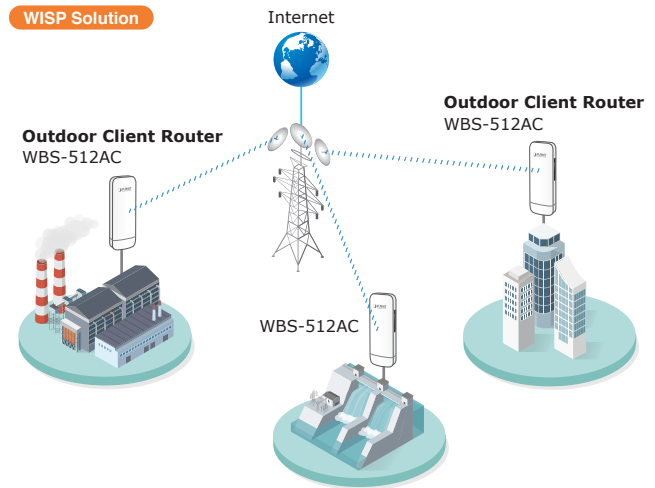 WISP Solution
Internet
Outdoor Client Router
WBS-512AC
Outdoor Client Router
WBS-512AC
WBS-512AC